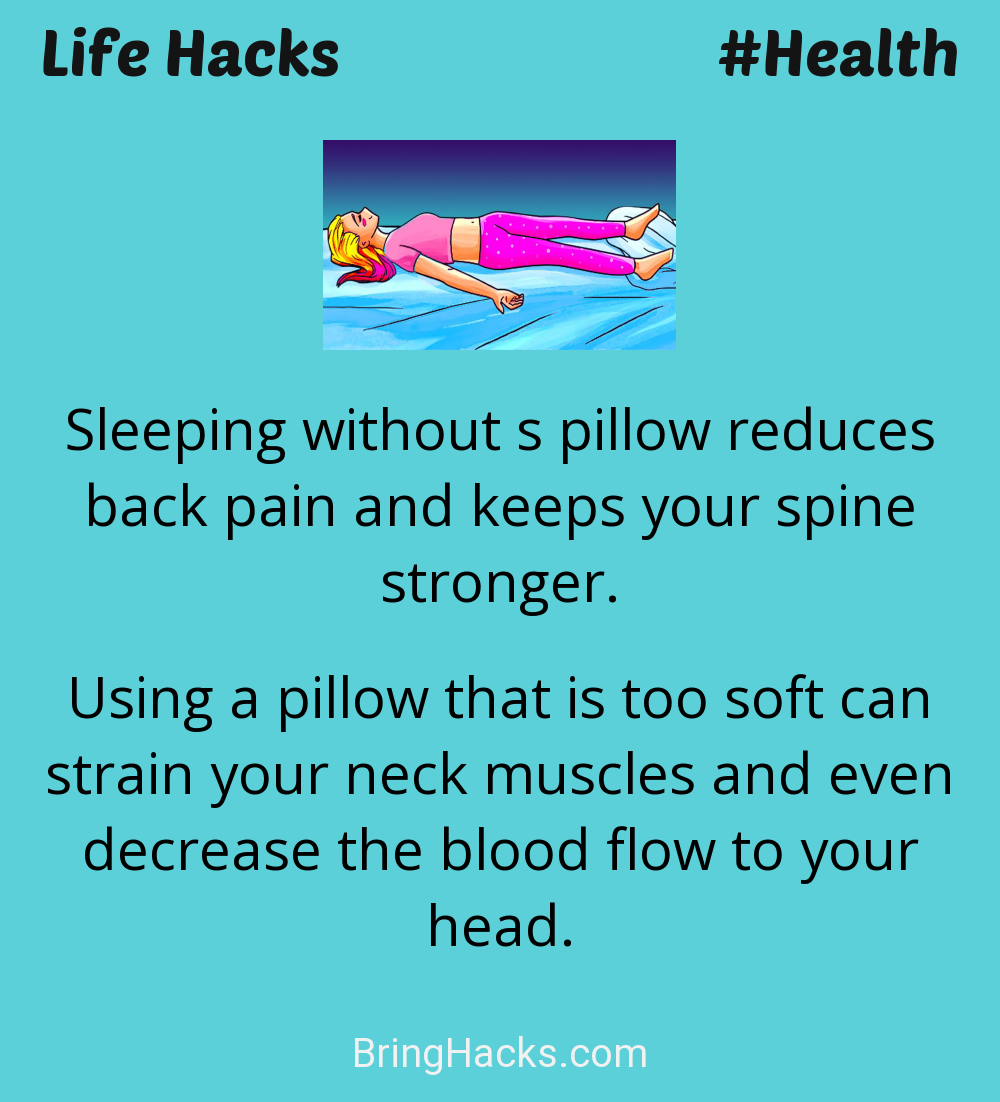 Life Hacks #Health
Sleeping without s pillow reduces
back pain and keeps your spine
stronger.
Using a pillow that is too soft can
strain your neck muscles and even
decrease the blood flow to your
head.
BringHacks.com